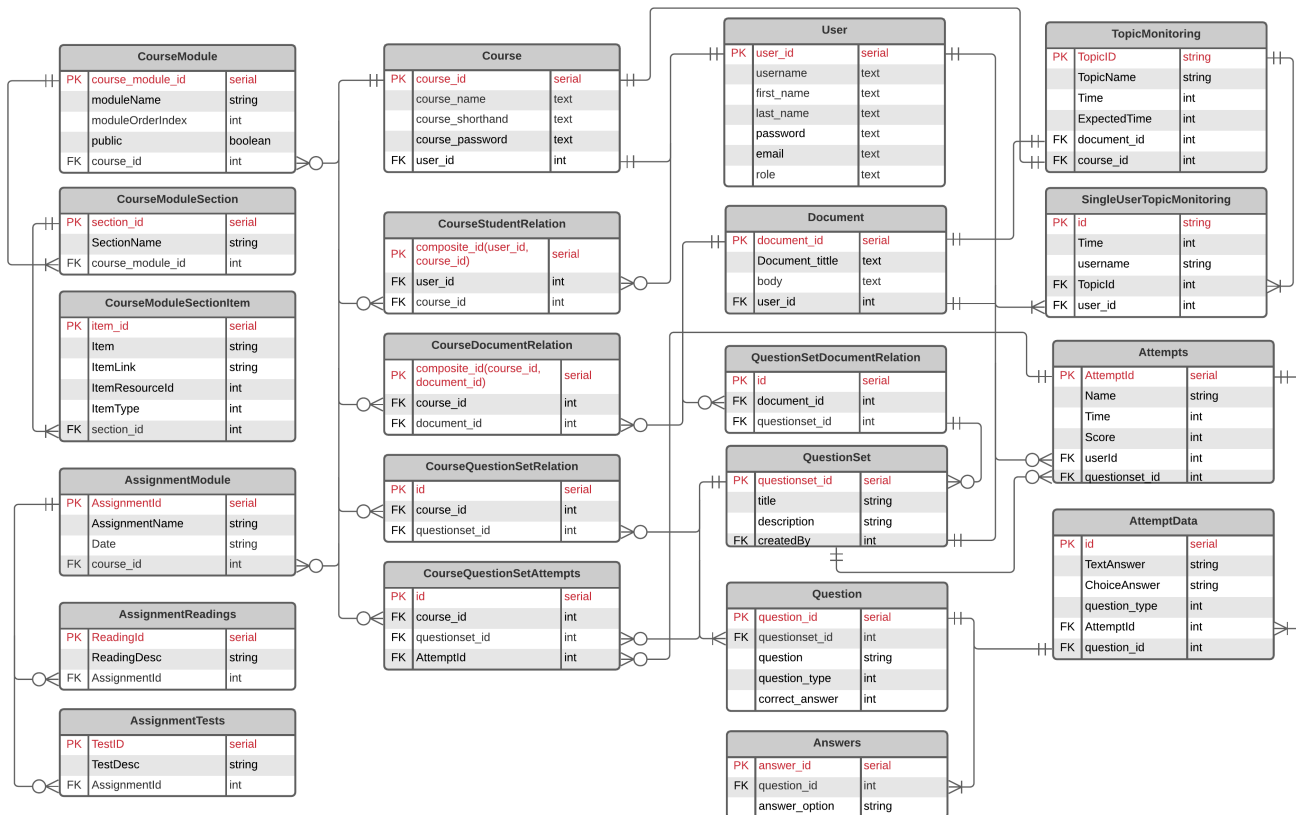 CourseModule
PK course_module_id serial
moduleName string
moduleOrderIndex int
public boolean
FK course_id int
CourseModuleSection
PK section_id serial
SectionName string
FK course_module_id int
CourseModuleSectionItem
PK item_id serial
Item string
ItemLink string
ItemResourceId int
ItemType int
FK section_id int
AssignmentModule
PK AssignmentId serial
AssignmentName string
Date string
FK course_id int
AssignmentReadings
PK ReadingId serial
ReadingDesc string
FK AssignmentId int
AssignmentTests
PK TestID serial
TestDesc string
FK AssignmentId int
Course
PK course_id serial
course_name text
course_shorthand text
course_password text
FK user_id int
CourseStudentRelation
PK composite_id(user_id, serial
course_id)
FK user_id int
FK course_id int
CourseDocumentRelation
PK composite_id(course_id, serial
document_id)
FK course_id int
FK document_id int
CourseQuestionSetRelation
PK id serial
FK course_id int
FK questionset_id int
CourseQuestionSetAttempts
PK id serial
FK course_id int
FK questionset_id int
FK AttemptId int
User
PK user_id serial
username text
first_name text
last_name text
password text
email text
role text
Document
PK document_id serial
Document_tittle text
body text
FK user_id int
QuestionSetDocumentRelation
PK id serial
FK document_id int
FK questionset_id int
QuestionSet
PK questionset_id serial
title string
description string
FK createdBy int
Question
PK question_id serial
FK questionset_id int
question string
question_type int
correct_answer int
Answers
PK answer_id serial
FK question_id int
answer_option string
TopicMonitoring
PK TopicID string
TopicName string
Time int
ExpectedTime int
FK document_id int
FK course_id int
SingleUserTopicMonitoring
PK id string
Time int
username string
FK TopicId int
FK user_id int
Attempts
PK AttemptId serial
Name string
Time int
Score int
FK userId int
FK questionset_id int
AttemptData
PK id serial
TextAnswer string
ChoiceAnswer string
question_type int
FK AttemptId int
FK question_id int